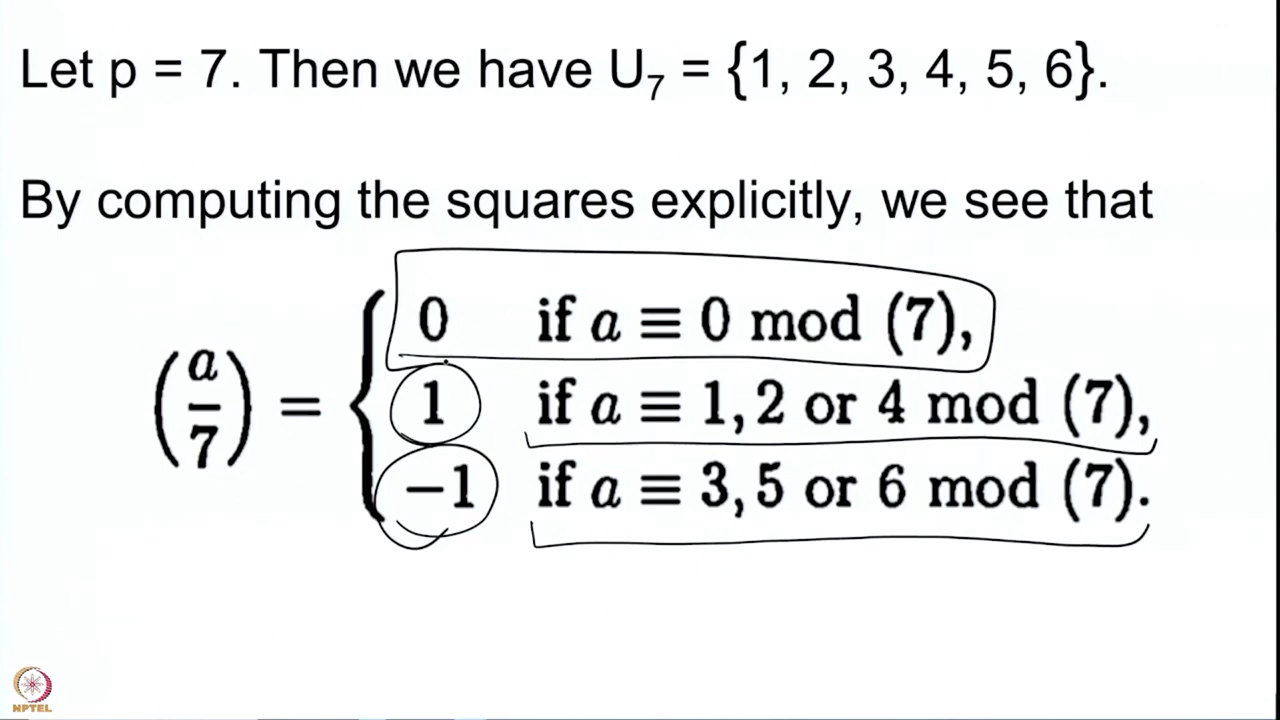 Let p = 7. Then we have U₇ = {1, 2, 3, 4, 5, 6}.
By computing the squares explicitly, we see that
0 if a ≡ 0 mod (7),
(a/7) = { 1 if a ≡ 1, 2 or 4 mod (7),
−1 if a ≡ 3, 5 or 6 mod (7).
NPTEL